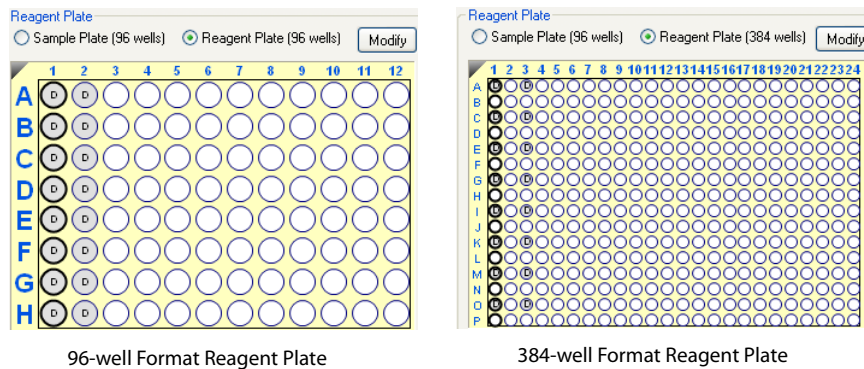 Reagent Plate
Sample Plate (96 wells) Reagent Plate (96 wells) Modify
1 2 3 4 5 6 7 8 9 10 11 12
A D D
B D D
C D D
D D D
E D D
F D D
G D D
H D D
96-well Format Reagent Plate
Reagent Plate
Sample Plate (96 wells) Reagent Plate (384 wells) Modify
1 2 3 4 5 6 7 8 9 10 11 12 13 14 15 16 17 18 19 20 21 22 23 24
A D D
B
C D D
D
E D D
F
G D D
H
I D D
J
K D D
L
M D D
N
O D D
P
384-well Format Reagent Plate